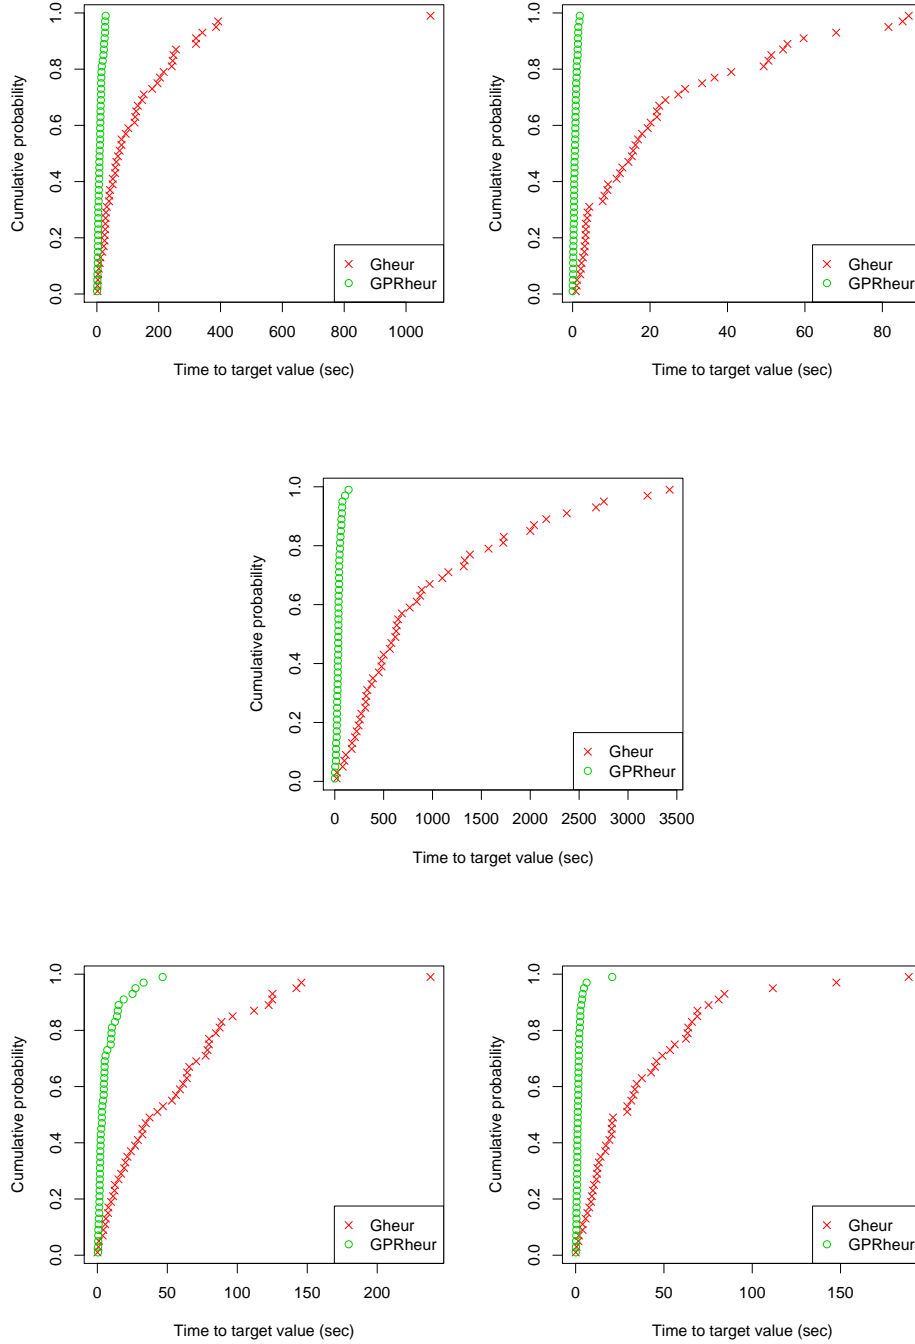 1.0
0.8
0.6
0.4
0.2
0.0
Cumulative probability
Gheur
GPRheur
0 200 400 600 800 1000
Time to target value (sec)
1.0
0.8
0.6
0.4
0.2
0.0
Cumulative probability
Gheur
GPRheur
0 20 40 60 80
Time to target value (sec)
1.0
0.8
0.6
0.4
0.2
0.0
Cumulative probability
Gheur
GPRheur
0 500 1000 1500 2000 2500 3000 3500
Time to target value (sec)
1.0
0.8
0.6
0.4
0.2
0.0
Cumulative probability
Gheur
GPRheur
0 50 100 150 200
Time to target value (sec)
1.0
0.8
0.6
0.4
0.2
0.0
Cumulative probability
Gheur
GPRheur
0 50 100 150
Time to target value (sec)